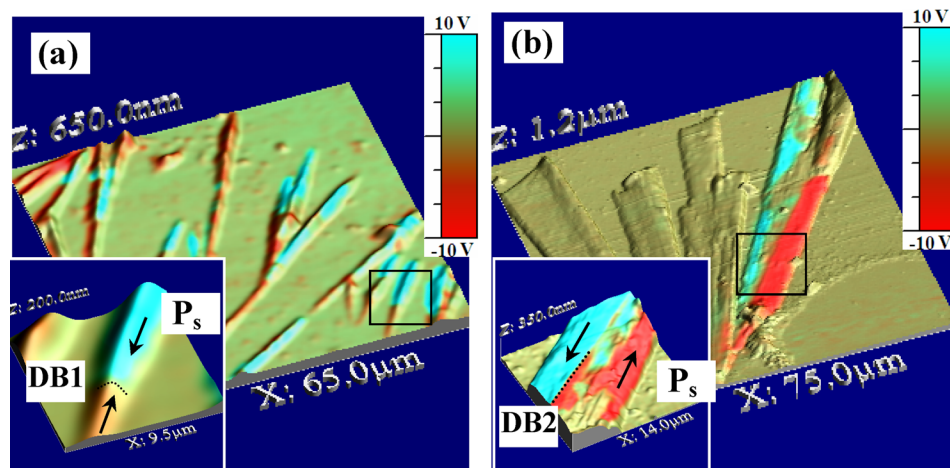 (a)
10 V
-10 V
Z: 650.0nm
X: 65.0µm
Z: 200.0nm
Ps
DB1
X: 9.5µm
(b)
10 V
-10 V
Z: 1.2µm
X: 75.0µm
Z: 350.0nm
Ps
DB2
X: 14.0µm